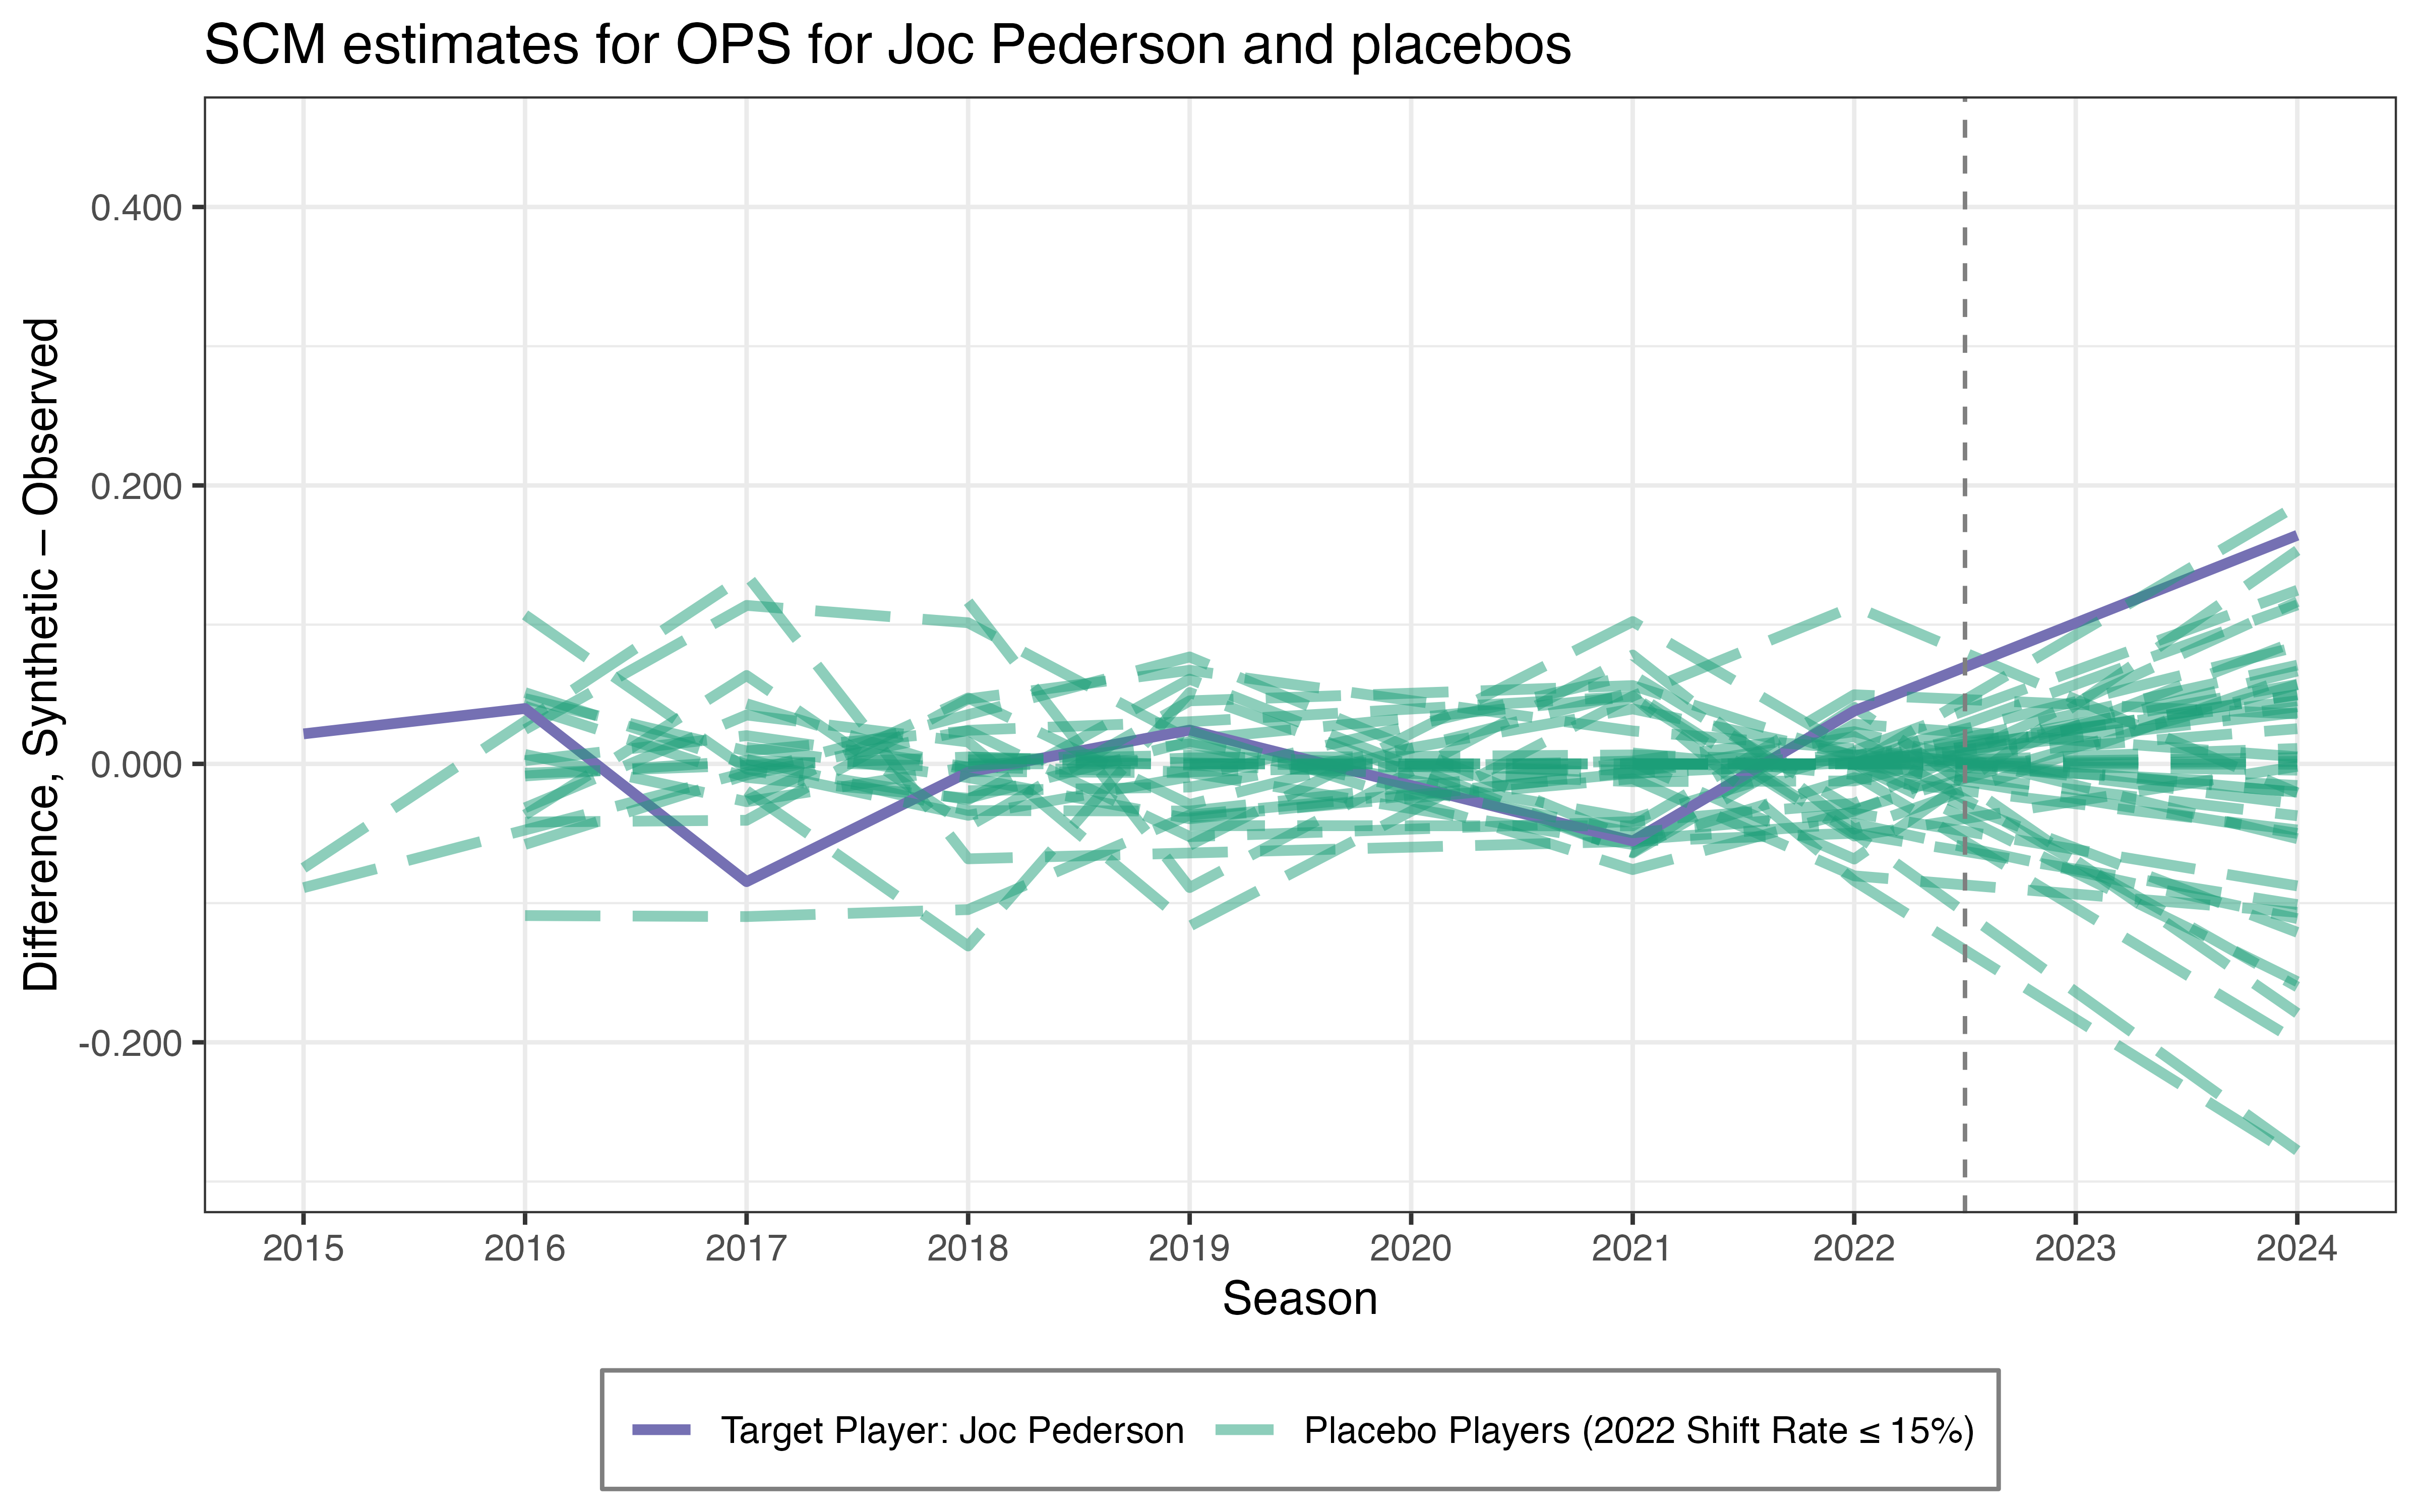 SCM estimates for OPS for Joc Pederson and placebos
Difference, Synthetic − Observed
0.400
0.200
0.000
-0.200
2015 2016 2017 2018 2019 2020 2021 2022 2023 2024
Season
Target Player: Joc Pederson Placebo Players (2022 Shift Rate ≤ 15%)